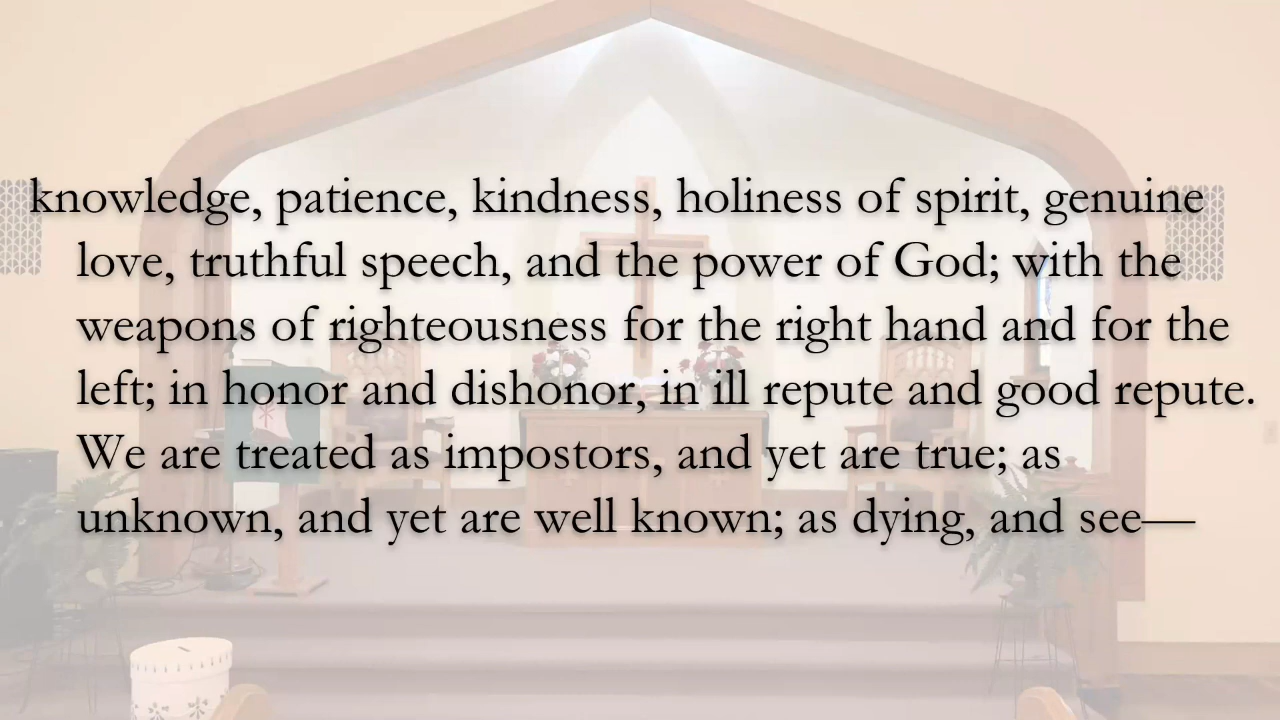 knowledge, patience, kindness, holiness of spirit, genuine
love, truthful speech, and the power of God; with the
weapons of righteousness for the right hand and for the
left; in honor and dishonor, in ill repute and good repute.
We are treated as impostors, and yet are true; as
unknown, and yet are well known; as dying, and see—